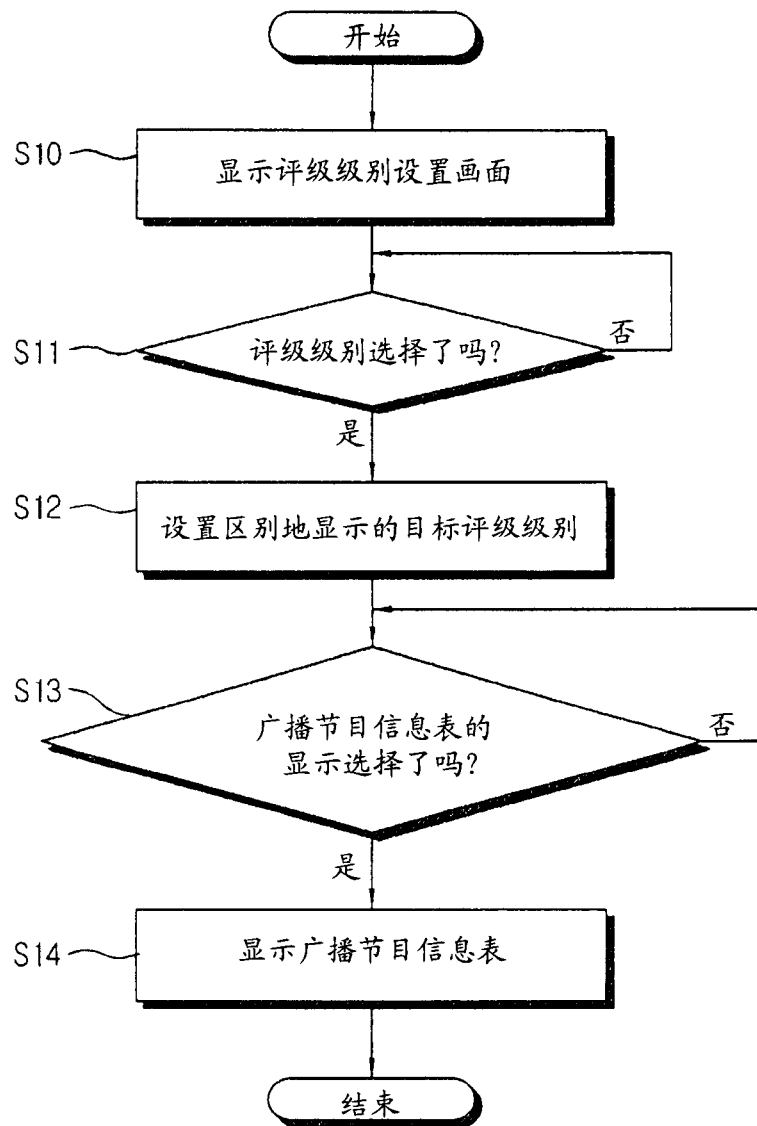 开始
S10
显示评级级别设置画面
S11
评级级别选择了吗?
否
是
S12
设置区别地显示的目标评级级别
S13
广播节目信息表的
显示选择了吗?
否
是
S14
显示广播节目信息表
结束